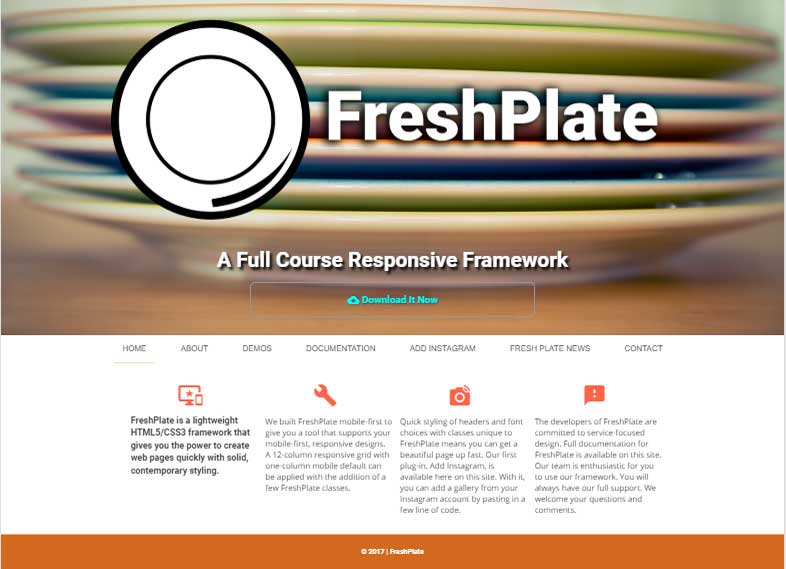 FreshPlate
A Full Course Responsive Framework
Download It Now
HOME ABOUT DEMOS DOCUMENTATION ADD INSTAGRAM FRESH PLATE NEWS CONTACT
FreshPlate is a lightweight
HTML5/CSS3 framework that
gives you the power to create
web pages quickly with solid,
contemporary styling.
We built FreshPlate mobile-first to
give you a tool that supports your
mobile-first, responsive designs.
A 12-column responsive grid with
one-column mobile default can
be applied with the addition of a
few FreshPlate classes.
Quick styling of headers and font
choices with classes unique to
FreshPlate means you can get a
beautiful page up fast. Our first
plug-in, Add Instagram, is
available here on this site. With it,
you can add a gallery from your
Instagram account by pasting in a
few line of code.
The developers of FreshPlate are
committed to service-focused
design. Full documentation for
FreshPlate is available on this site.
Our team is enthusiastic for you
to use our framework. You will
always have our full support. We
welcome your questions and
comments.
© 2017 | FreshPlate